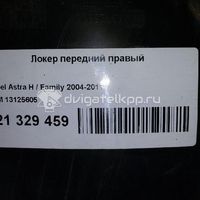 Локер передний правый
el Astra H / Family 2004-201
M 13125605
21 329 459
dvigatelkpp.ru